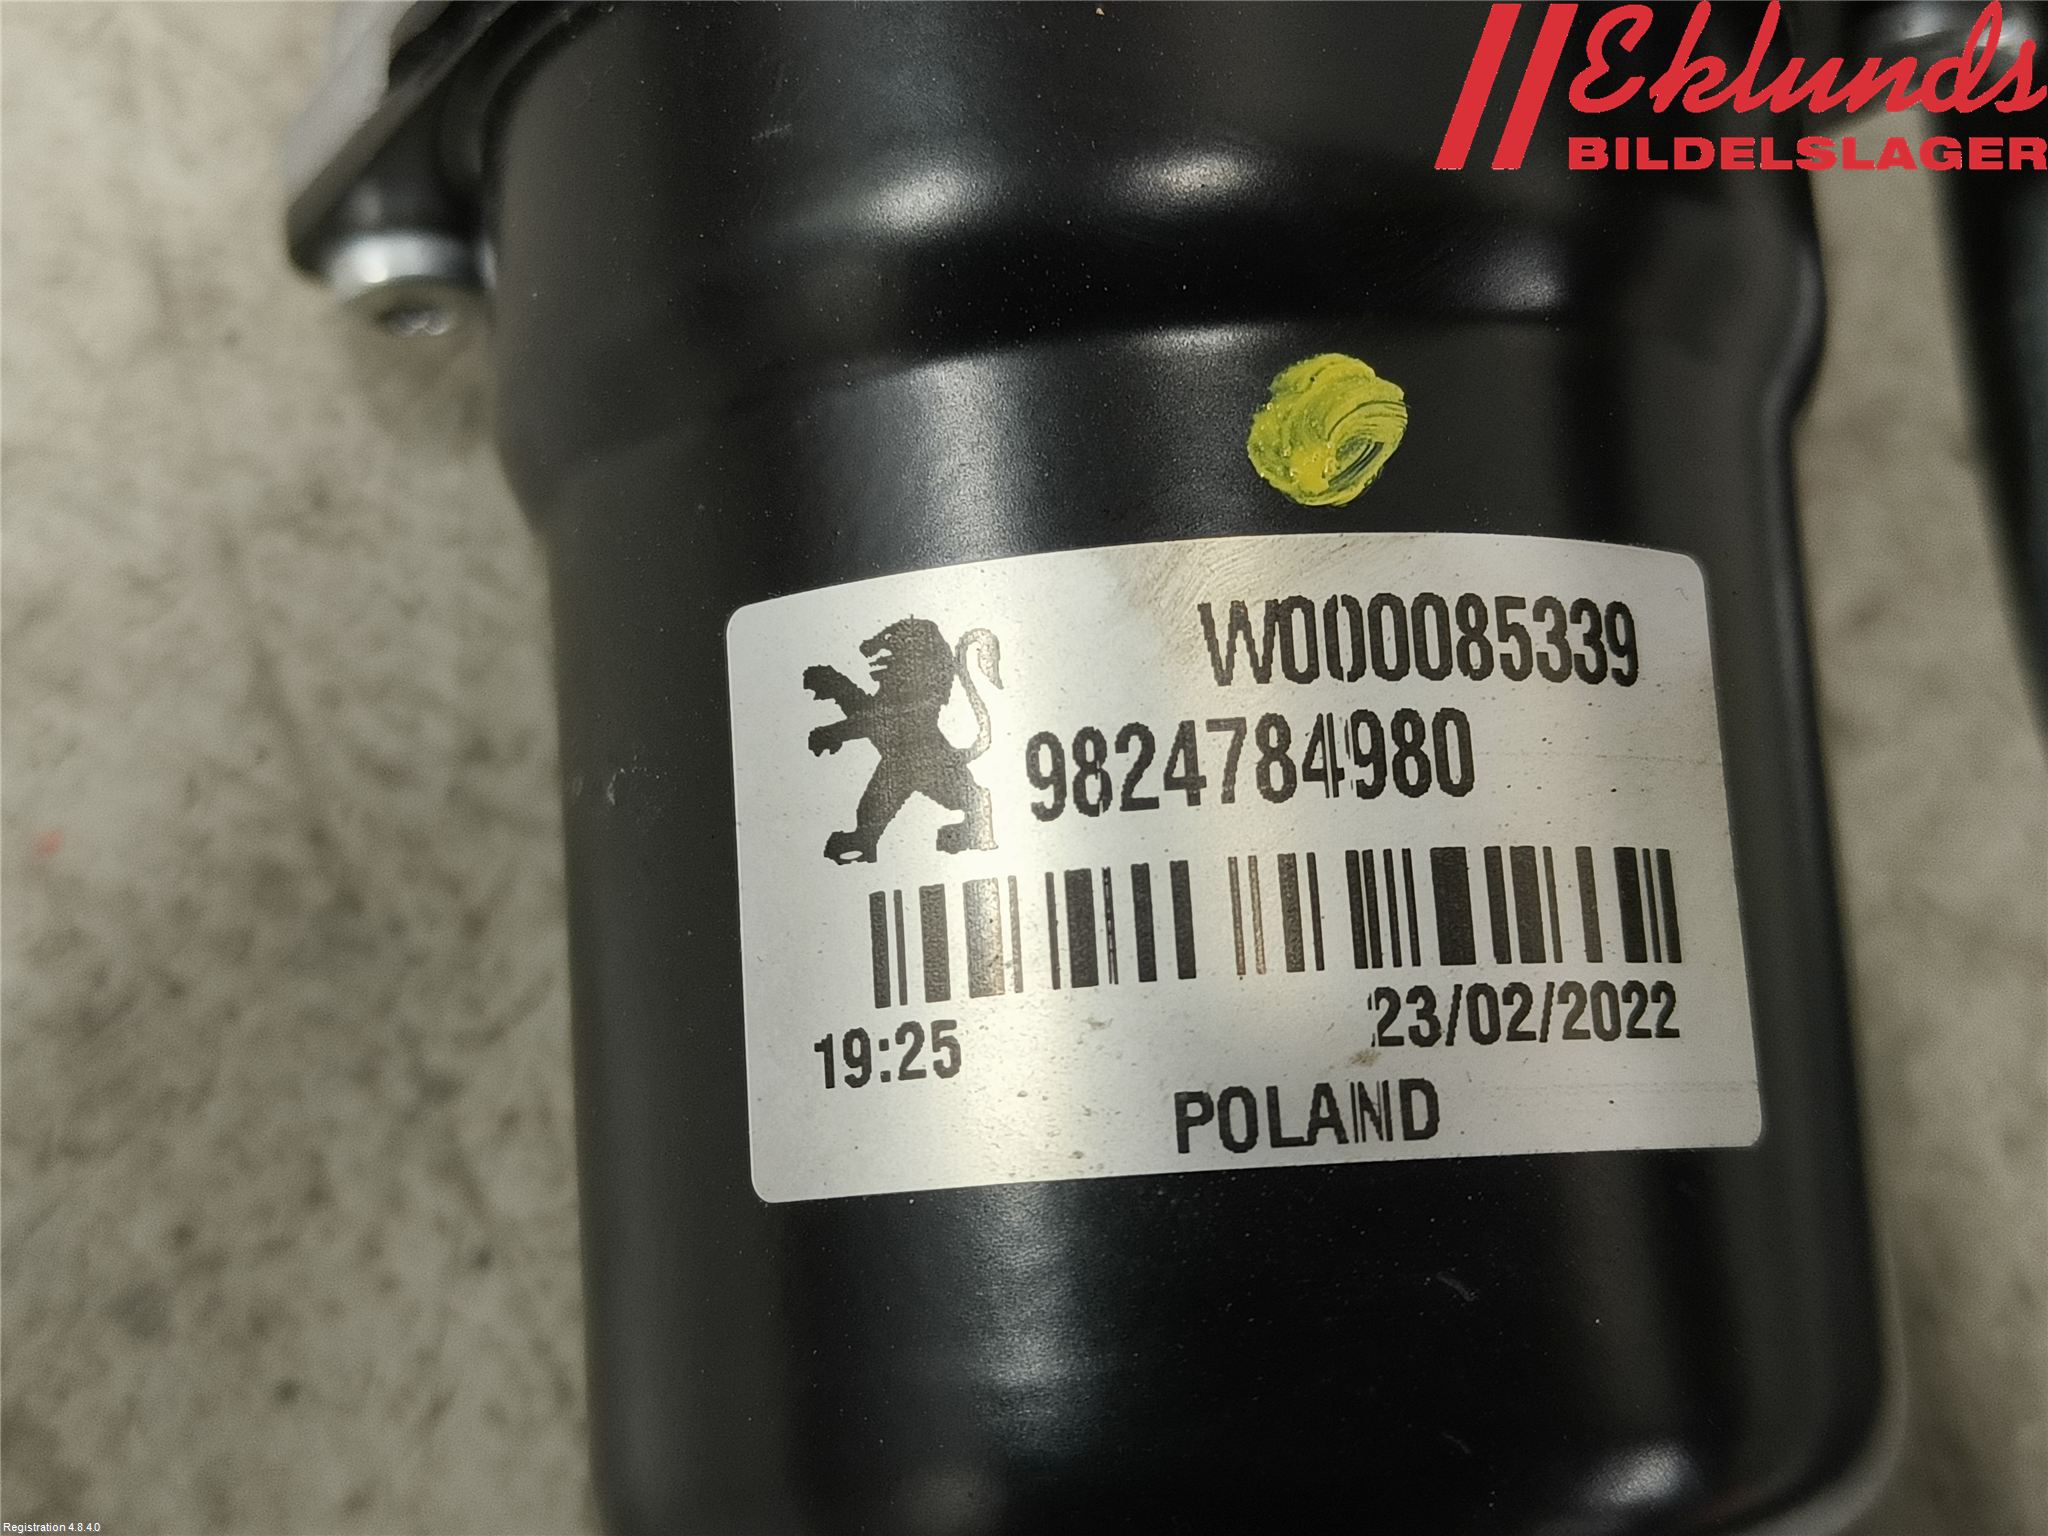 Eklunds
BILDELSLAGER
W000085339
9824784980
19:25 23/02/2022
POLAND
Registration 4.8.4.0